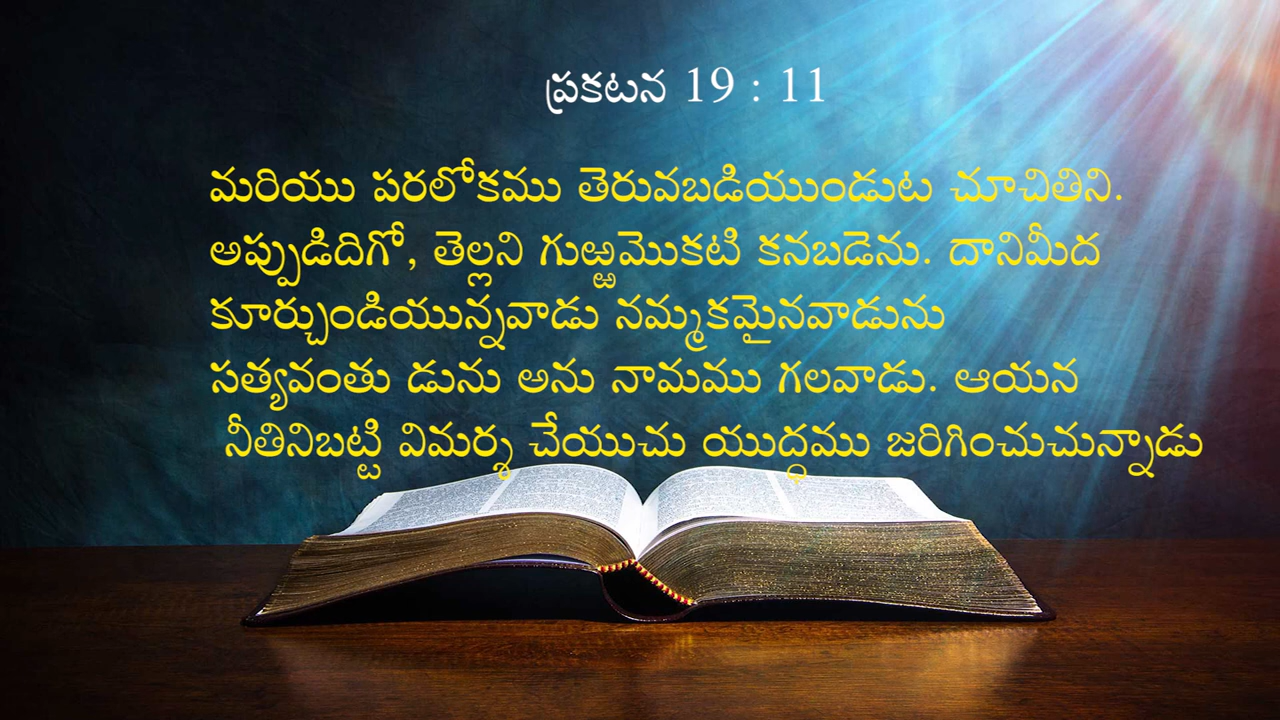 ప్రకటన 19 : 11
మరియు పరలోకము తెరువబడియుండుట చూచితిని.
అప్పుడిదిగో, తెల్లని గుఱ్ఱమొకటి కనబడెను. దానిమీద
కూర్చుండియున్నవాడు నమ్మకమైనవాడును
సత్యవంతు డును అను నామము గలవాడు. ఆయన
నీతినిబట్టి విమర్శ చేయుచు యుద్ధము జరిగించుచున్నాడు